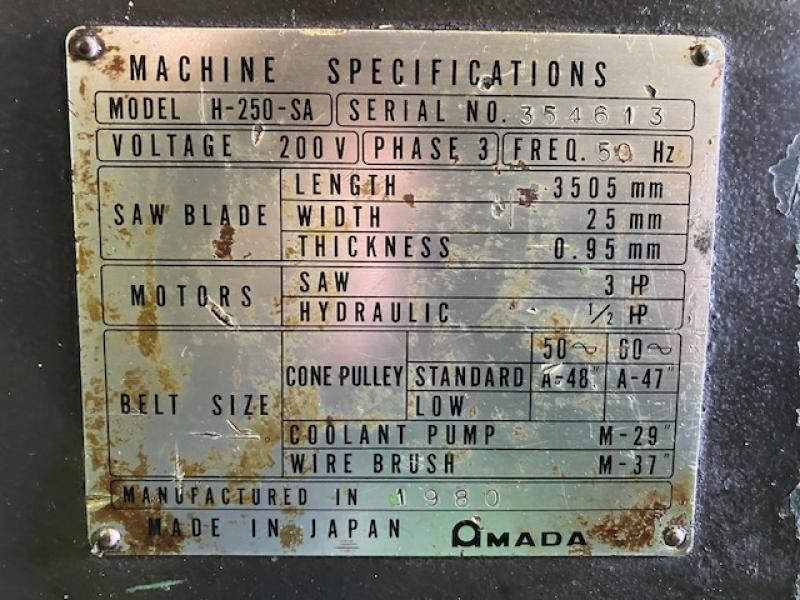 MACHINE SPECIFICATIONS
MODEL H-250-SA SERIAL NO. 354613
VOLTAGE 200 V PHASE 3 FREQ. 50 Hz
SAW BLADE
LENGTH 3505 mm
WIDTH 25 mm
THICKNESS 0.95 mm
MOTORS
SAW 3 HP
HYDRAULIC 1/2 HP
BELT SIZE
50~ 60~
CONE PULLEY STANDARD A-48" A-47"
LOW
COOLANT PUMP M-29"
WIRE BRUSH M-37"
MANUFACTURED IN 1980
MADE IN JAPAN AMADA